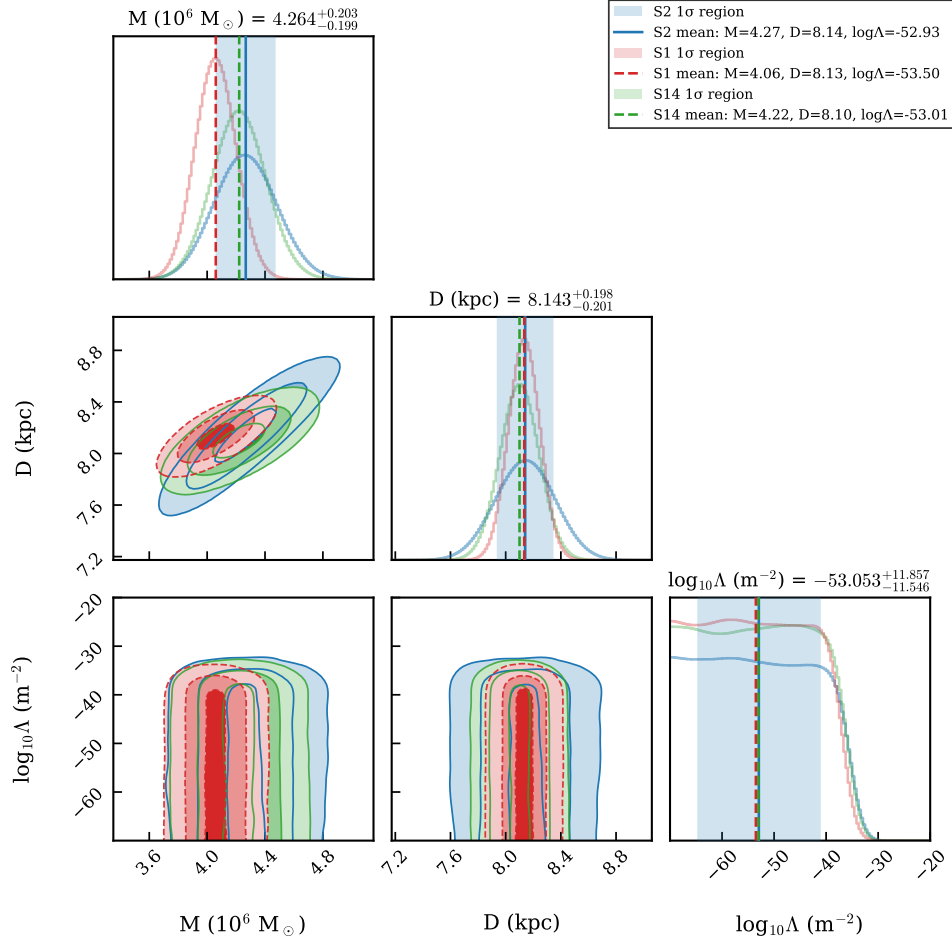 M (10⁶ M☉) = 4.264 +0.203 −0.199
S2 1σ region
S2 mean: M=4.27, D=8.14, logΛ=-52.93
S1 1σ region
S1 mean: M=4.06, D=8.13, logΛ=-53.50
S14 1σ region
S14 mean: M=4.22, D=8.10, logΛ=-53.01
D (kpc) = 8.143 +0.198 −0.201
8.8
8.4
8.0
7.6
7.2
D (kpc)
log₁₀Λ (m⁻²) = −53.053 +11.857 −11.546
−20
−30
−40
−50
−60
log₁₀Λ (m⁻²)
3.6 4.0 4.4 4.8
7.2 7.6 8.0 8.4 8.8
−60 −50 −40 −30 −20
M (10⁶ M☉)
D (kpc)
log₁₀Λ (m⁻²)